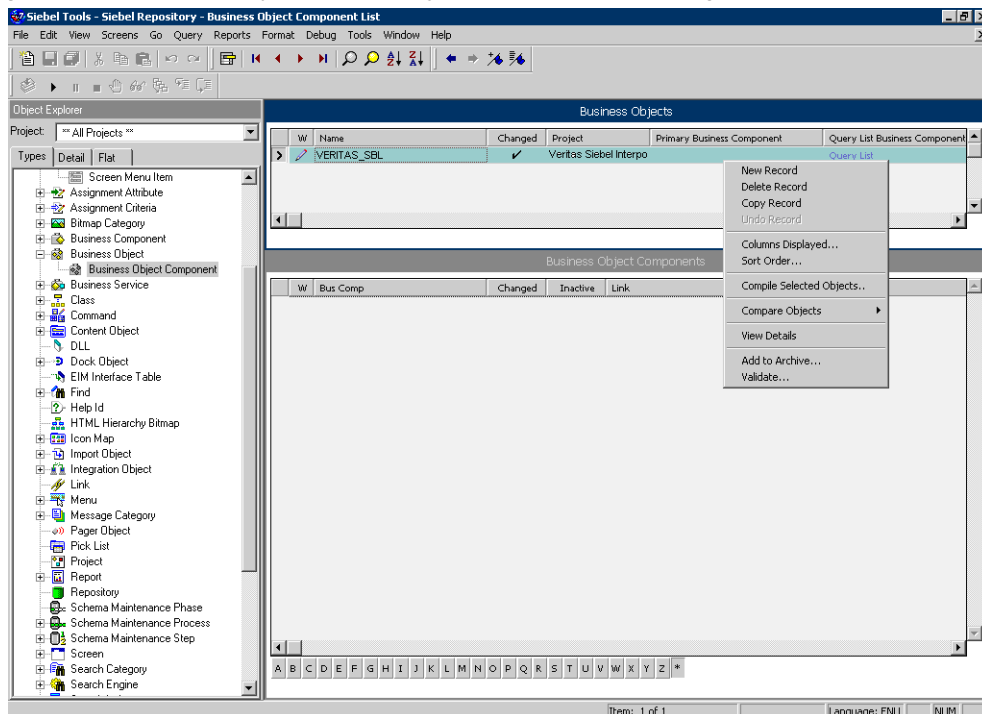 Siebel Tools - Siebel Repository - Business Object Component List
File Edit View Screens Go Query Reports Format Debug Tools Window Help
Object Explorer
Project: ** All Projects **
Types Detail Flat
Screen Menu Item
Assignment Attribute
Assignment Criteria
Bitmap Category
Business Component
Business Object
Business Object Component
Business Service
Class
Command
Content Object
DLL
Dock Object
EIM Interface Table
Find
Help Id
HTML Hierarchy Bitmap
Icon Map
Import Object
Integration Object
Link
Menu
Message Category
Pager Object
Pick List
Project
Report
Repository
Schema Maintenance Phase
Schema Maintenance Process
Schema Maintenance Step
Screen
Search Category
Search Engine
Business Objects
W Name Changed Project Primary Business Component Query List Business Component
VERITAS_SBL ✓ Veritas Siebel Interpo Query List
New Record
Delete Record
Copy Record
Undo Record
Columns Displayed...
Sort Order...
Compile Selected Objects..
Compare Objects
View Details
Add to Archive...
Validate...
Business Object Components
W Bus Comp Changed Inactive Link
A B C D E F G H I J K L M N O P Q R S T U V W X Y Z *
Item: 1 of 1 Language: ENU NUM